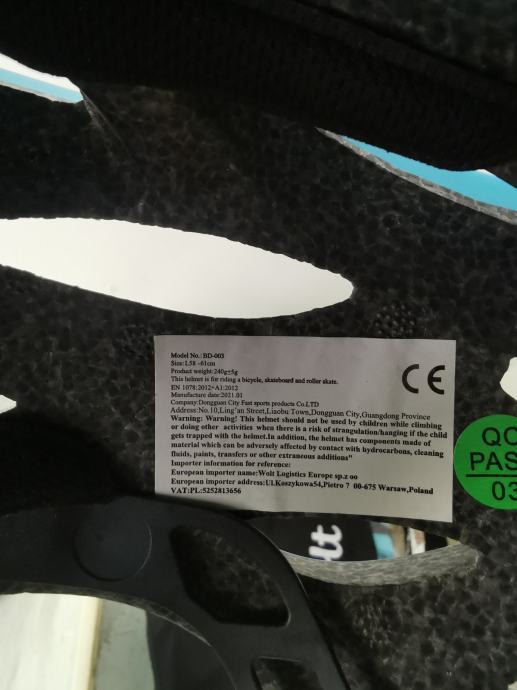 Model No.: BD-003
Size: L58 -61cm
Product weight:240g±5g
This helmet is for riding a bicycle, skateboard and roller skate.
EN 1078:2012+A1:2012
Manufacture date:2021.01
Company:Dongguan City Fast sports products Co.LTD
Address:No.10,Ling'an Street,Liaobu Town,Dongguan City,Guangdong Province
Warning: Warning! This helmet should not be used by children while climbing
or doing other activities when there is a risk of strangulation/hanging if the child
gets trapped with the helmet.In addition, the helmet has components made of
material which can be adversely affected by contact with hydrocarbons, cleaning
fluids, paints, transfers or other extraneous additions"
Importer information for reference:
European importer name:Wolt Logistics Europe sp.z oo
European importer address:Ul.Koszykowa54,Pietro 7 00-675 Warsaw,Poland
VAT:PL:5252813656
CE
QC
PAS
03
lt